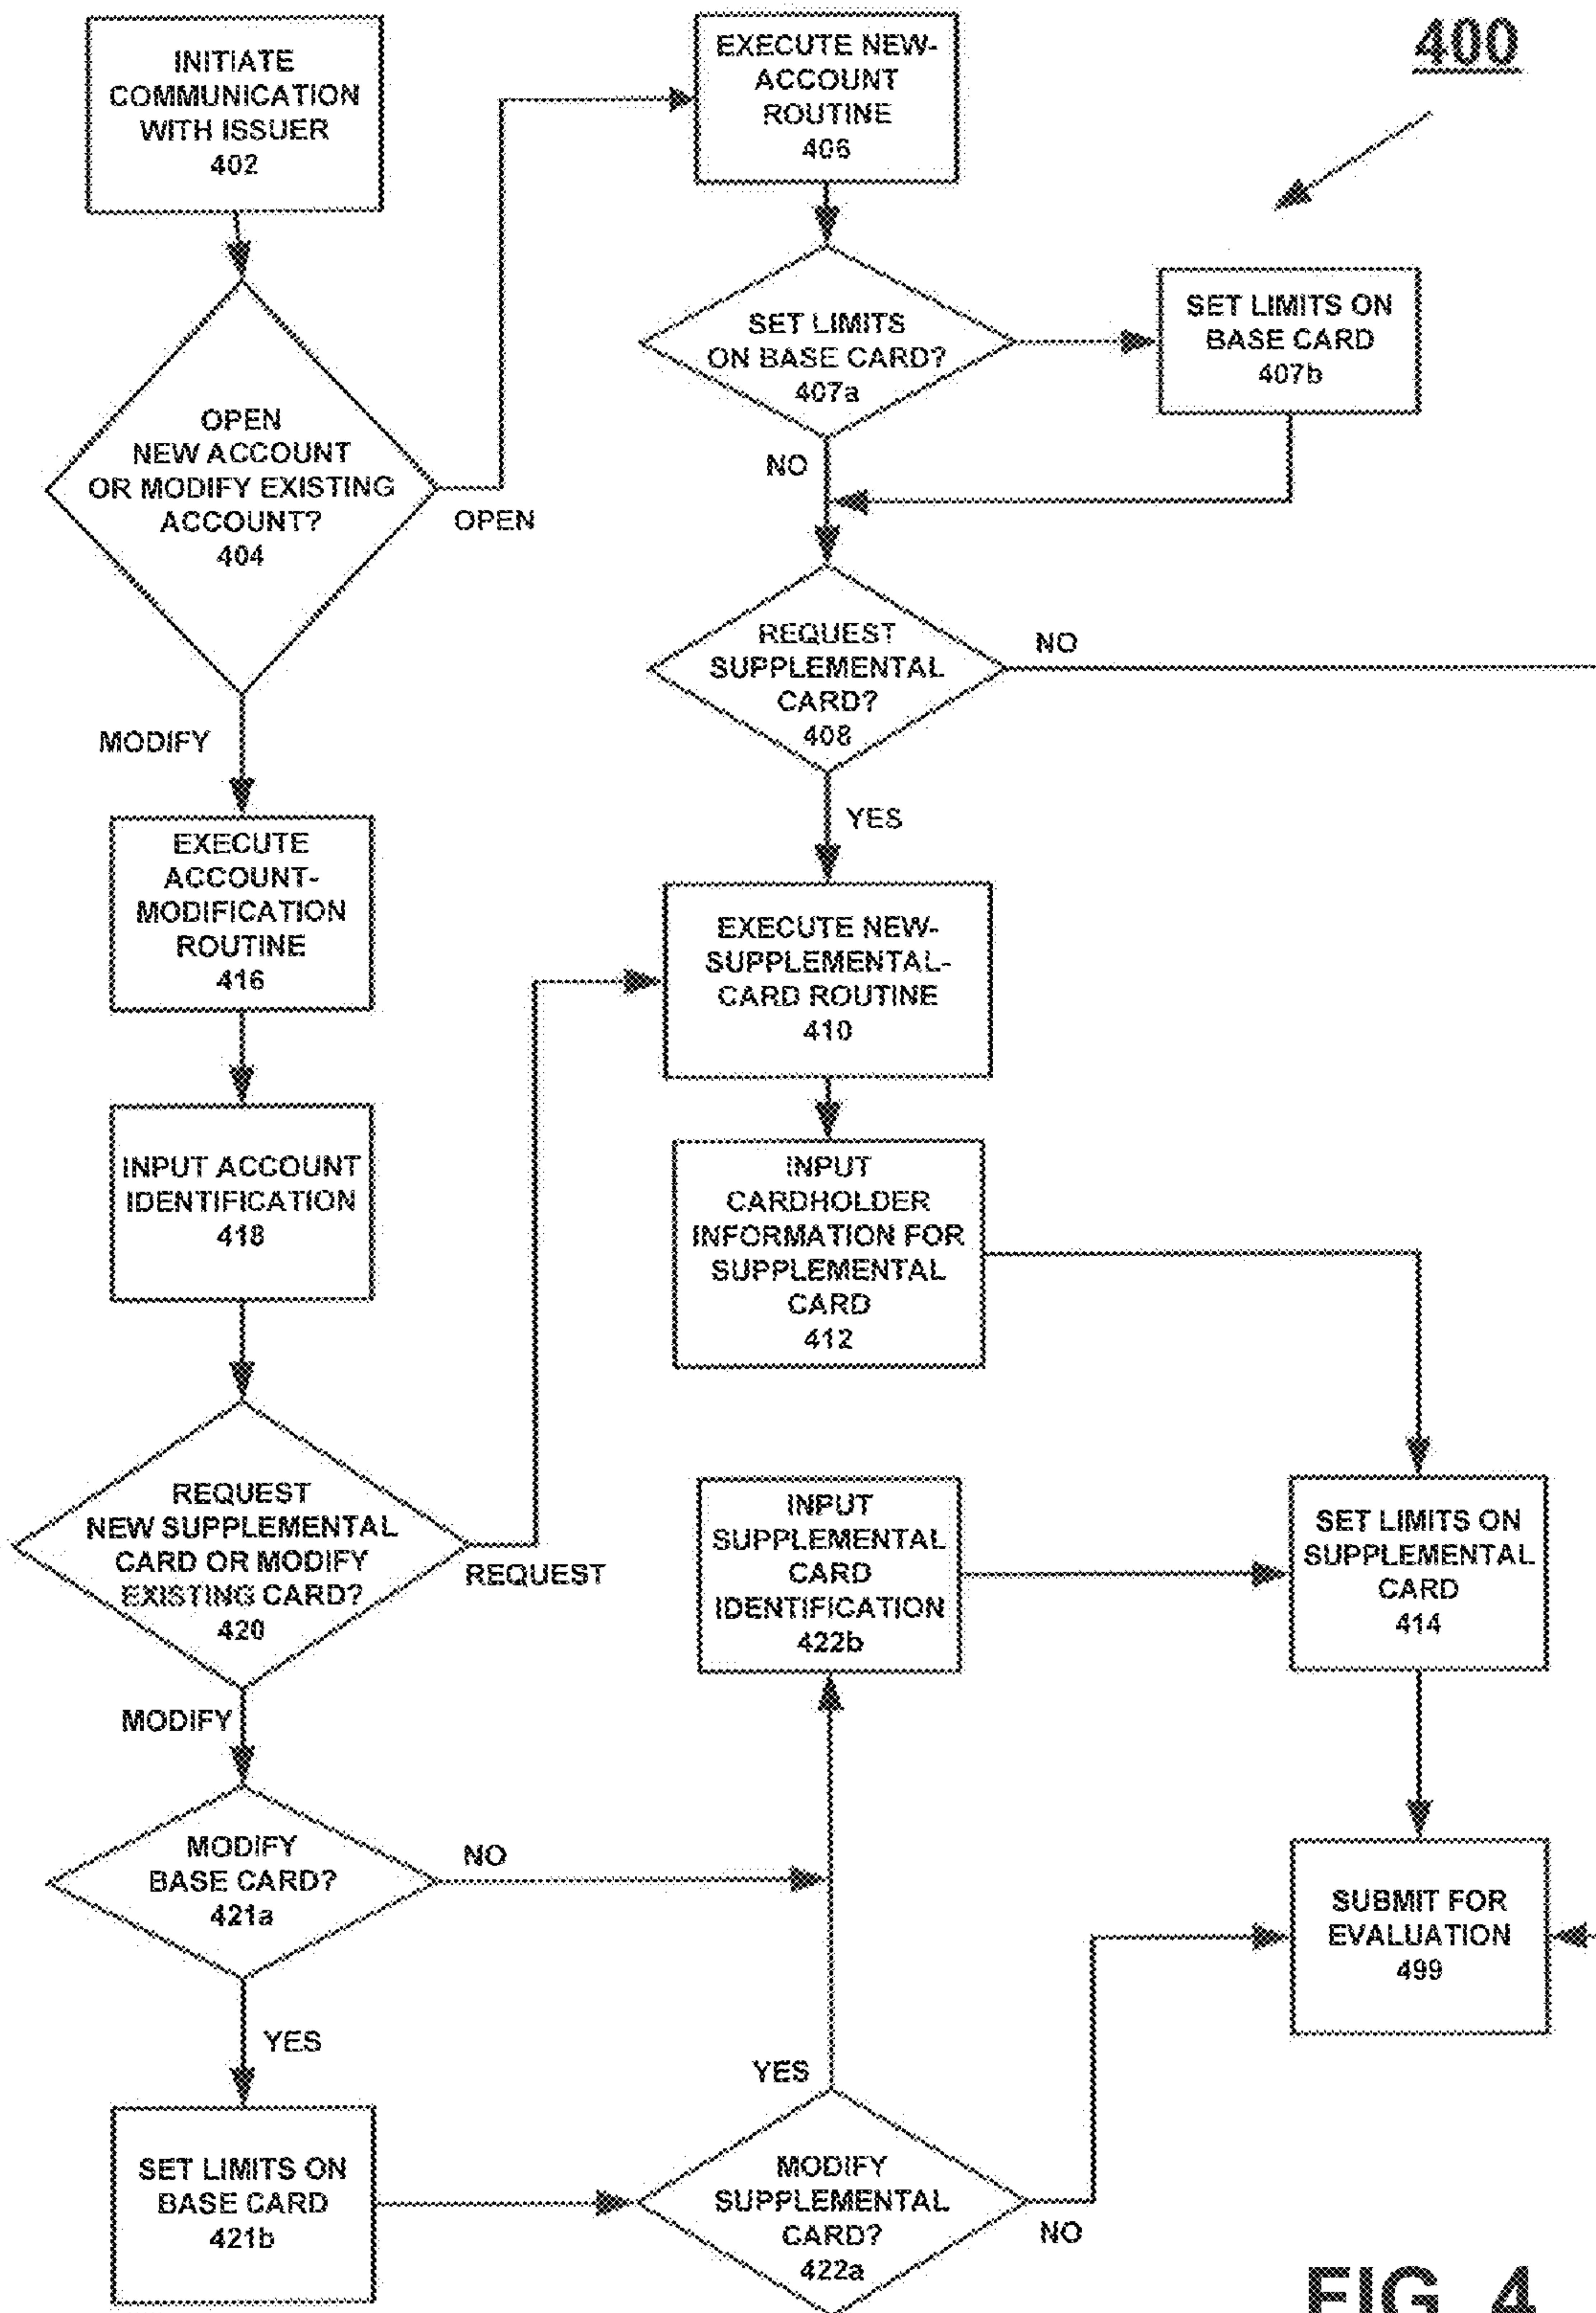 400
INITIATE
COMMUNICATION
WITH ISSUER
402
OPEN
NEW ACCOUNT
OR MODIFY EXISTING
ACCOUNT?
404
OPEN
MODIFY
EXECUTE NEW-
ACCOUNT
ROUTINE
406
SET LIMITS
ON BASE CARD?
407a
NO
SET LIMITS ON
BASE CARD
407b
REQUEST
SUPPLEMENTAL
CARD?
408
NO
YES
EXECUTE
ACCOUNT-
MODIFICATION
ROUTINE
416
EXECUTE NEW-
SUPPLEMENTAL-
CARD ROUTINE
410
INPUT ACCOUNT
IDENTIFICATION
418
INPUT
CARDHOLDER
INFORMATION FOR
SUPPLEMENTAL
CARD
412
REQUEST
NEW SUPPLEMENTAL
CARD OR MODIFY
EXISTING CARD?
420
REQUEST
MODIFY
INPUT
SUPPLEMENTAL
CARD
IDENTIFICATION
422b
SET LIMITS ON
SUPPLEMENTAL
CARD
414
MODIFY
BASE CARD?
421a
NO
YES
SUBMIT FOR
EVALUATION
499
SET LIMITS ON
BASE CARD
421b
YES
MODIFY
SUPPLEMENTAL
CARD?
422a
NO
FIG. 4